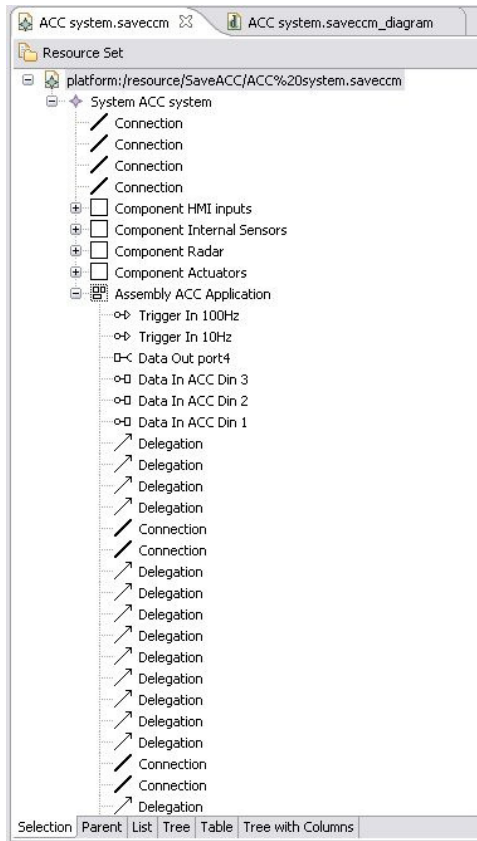 ACC system.saveccm
ACC system.saveccm_diagram
Resource Set
platform:/resource/SaveACC/ACC%20system.saveccm
System ACC system
Connection
Connection
Connection
Connection
Component HMI inputs
Component Internal Sensors
Component Radar
Component Actuators
Assembly ACC Application
Trigger In 100Hz
Trigger In 10Hz
Data Out port4
Data In ACC Din 3
Data In ACC Din 2
Data In ACC Din 1
Delegation
Delegation
Delegation
Delegation
Connection
Connection
Delegation
Delegation
Delegation
Delegation
Delegation
Delegation
Delegation
Delegation
Delegation
Connection
Connection
Delegation
Selection Parent List Tree Table Tree with Columns